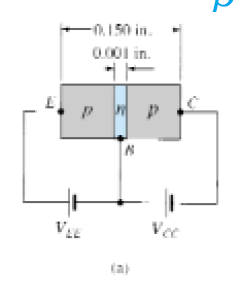 0.150 in.
0.001 in.
E p n p C
B
V_EE V_CC
(a)